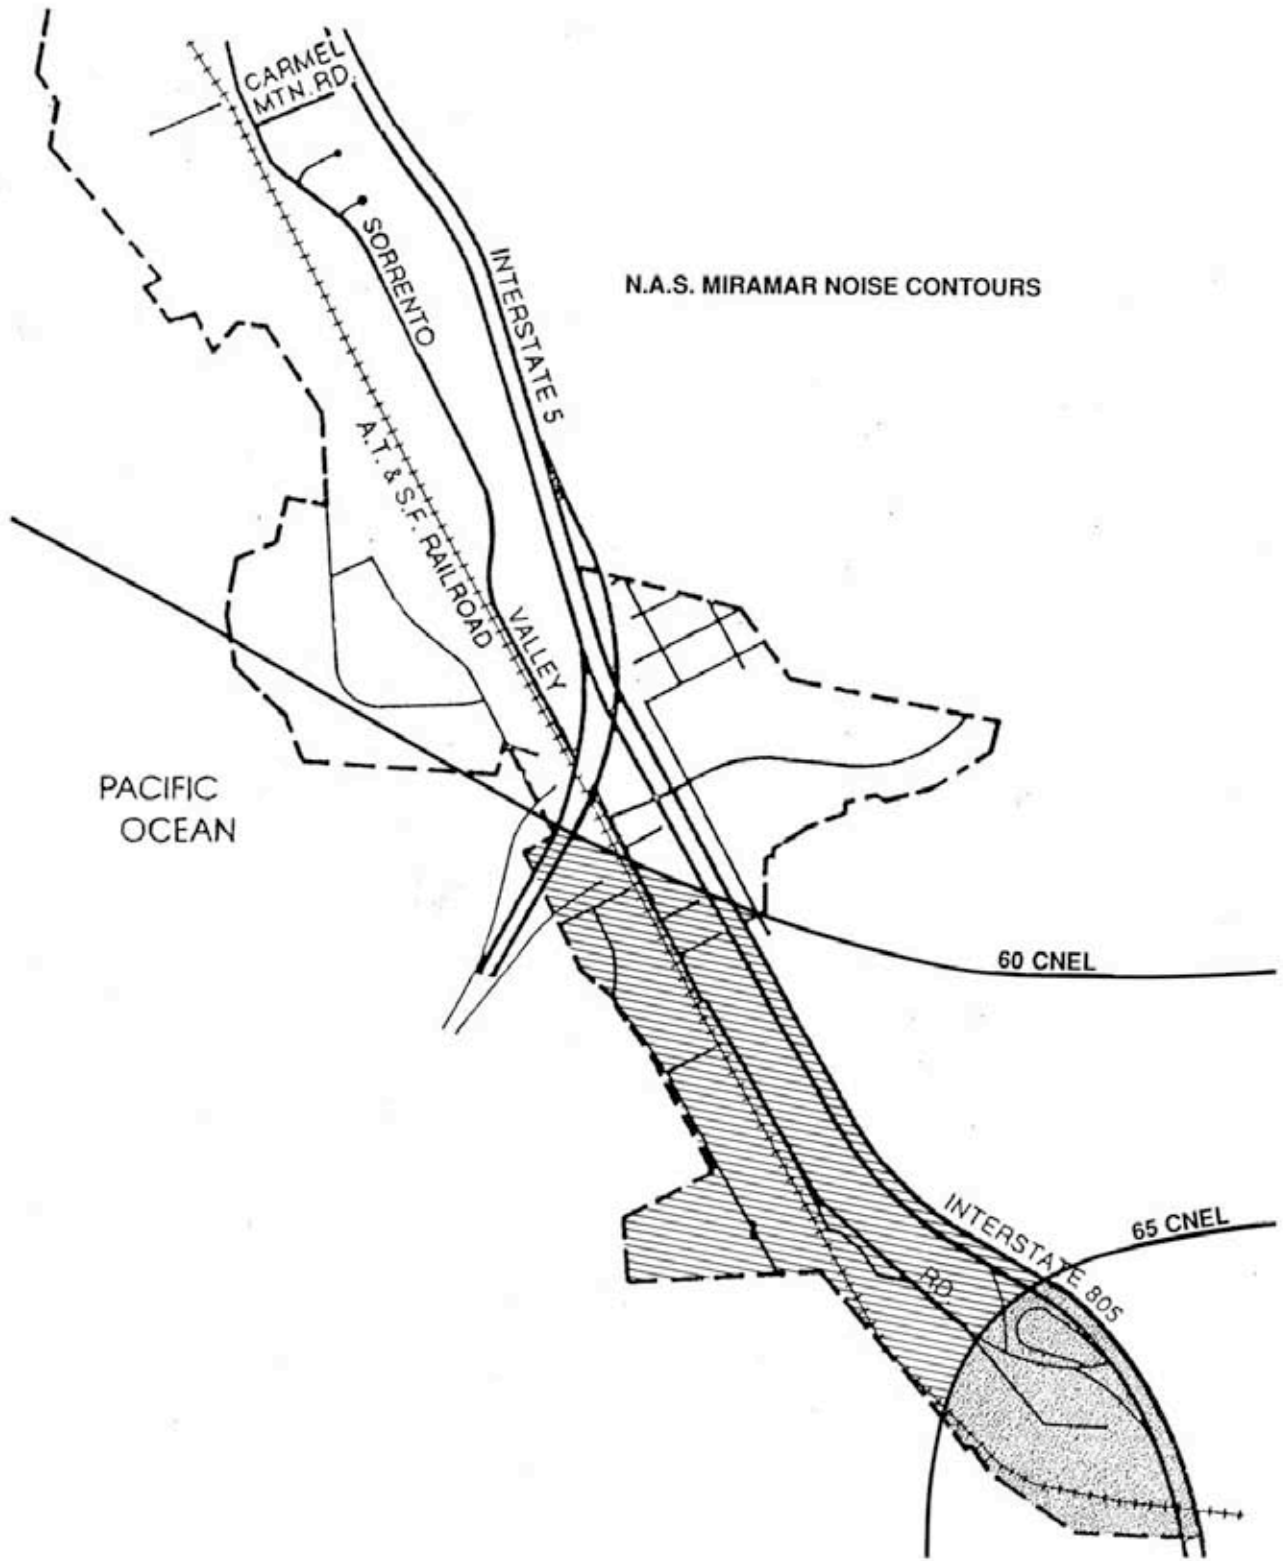 CARMEL
MTN. RD.
SORRENTO
INTERSTATE 5
N.A.S. MIRAMAR NOISE CONTOURS
A.T. & S.F. RAILROAD
VALLEY
PACIFIC
OCEAN
60 CNEL
INTERSTATE 805
65 CNEL
RD